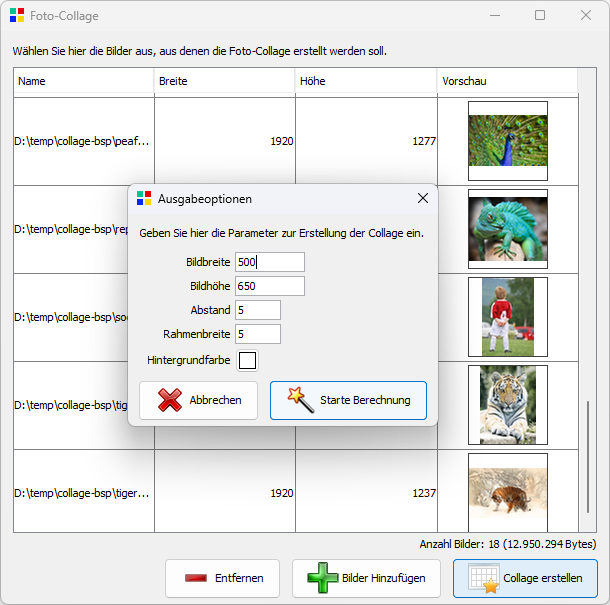 Foto-Collage
Wählen Sie hier die Bilder aus, aus denen die Foto-Collage erstellt werden soll.
Name Breite Höhe Vorschau
D:\temp\collage-bsp\peaf... 1920 1277
D:\temp\collage-bsp\rep
D:\temp\collage-bsp\so
D:\temp\collage-bsp\tig
D:\temp\collage-bsp\tiger... 1920 1237
Ausgabeoptionen
Geben Sie hier die Parameter zur Erstellung der Collage ein.
Bildbreite 500
Bildhöhe 650
Abstand 5
Rahmenbreite 5
Hintergrundfarbe
Abbrechen Starte Berechnung
Anzahl Bilder: 18 (12.950.294 Bytes)
Entfernen Bilder Hinzufügen Collage erstellen